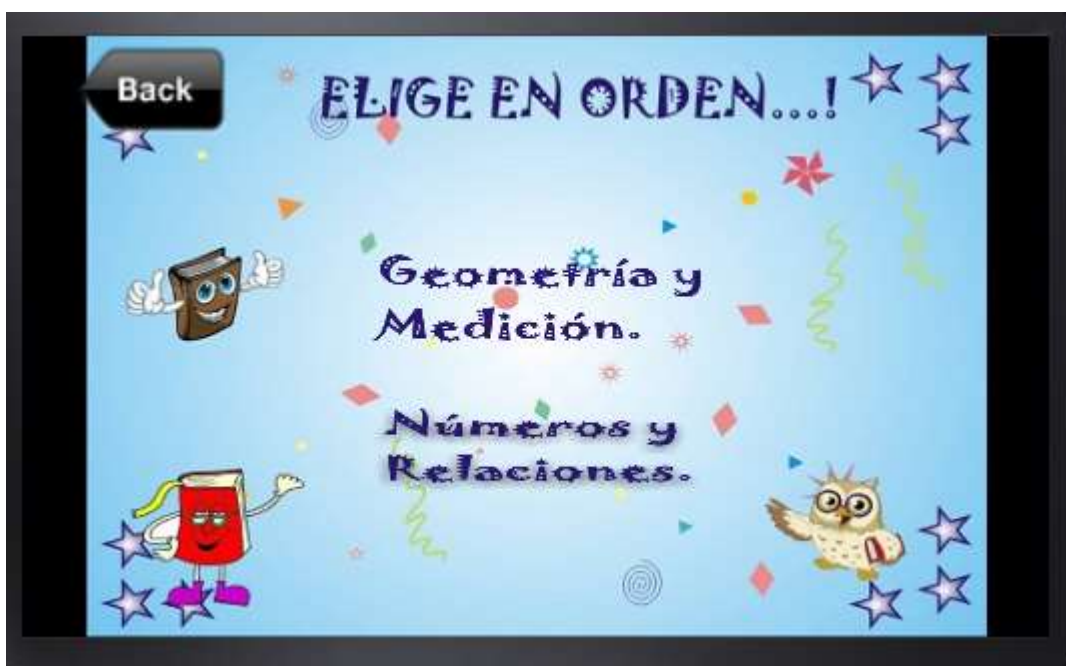 Back
ELIGE EN ORDEN...!
Geometría y
Medición.
Números y
Relaciones.